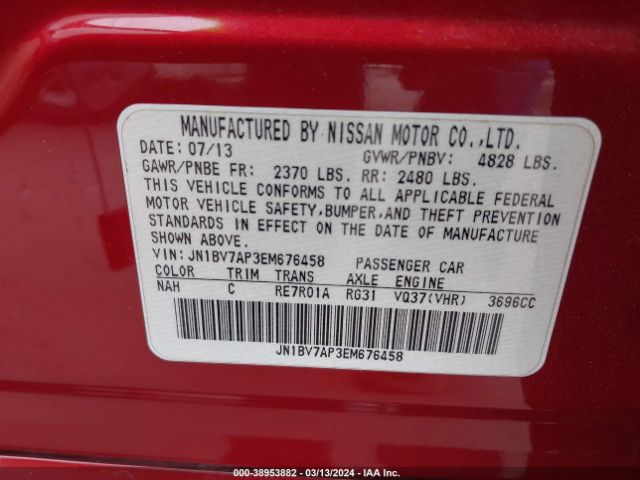 MANUFACTURED BY NISSAN MOTOR CO.,LTD.
DATE: 07/13 GVWR/PNBV: 4828 LBS.
GAWR/PNBE FR: 2370 LBS. RR: 2480 LBS.
THIS VEHICLE CONFORMS TO ALL APPLICABLE FEDERAL
MOTOR VEHICLE SAFETY,BUMPER,AND THEFT PREVENTION
STANDARDS IN EFFECT ON THE DATE OF MANUFACTURE
SHOWN ABOVE.
VIN: JN1BV7AP3EM676458 PASSENGER CAR
COLOR TRIM TRANS AXLE ENGINE
NAH C RE7R01A RG31 VQ37(VHR) 3696CC
JN1BV7AP3EM676458
000-38953882 - 03/13/2024 - IAA Inc.